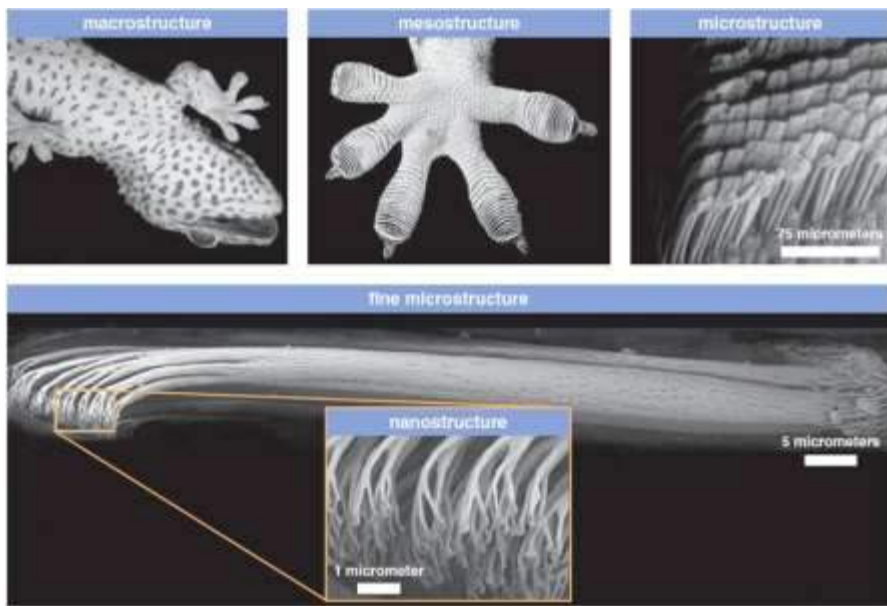 macrostructure
mesostructure
microstructure
75 micrometers
fine microstructure
5 micrometers
nanostructure
1 micrometer